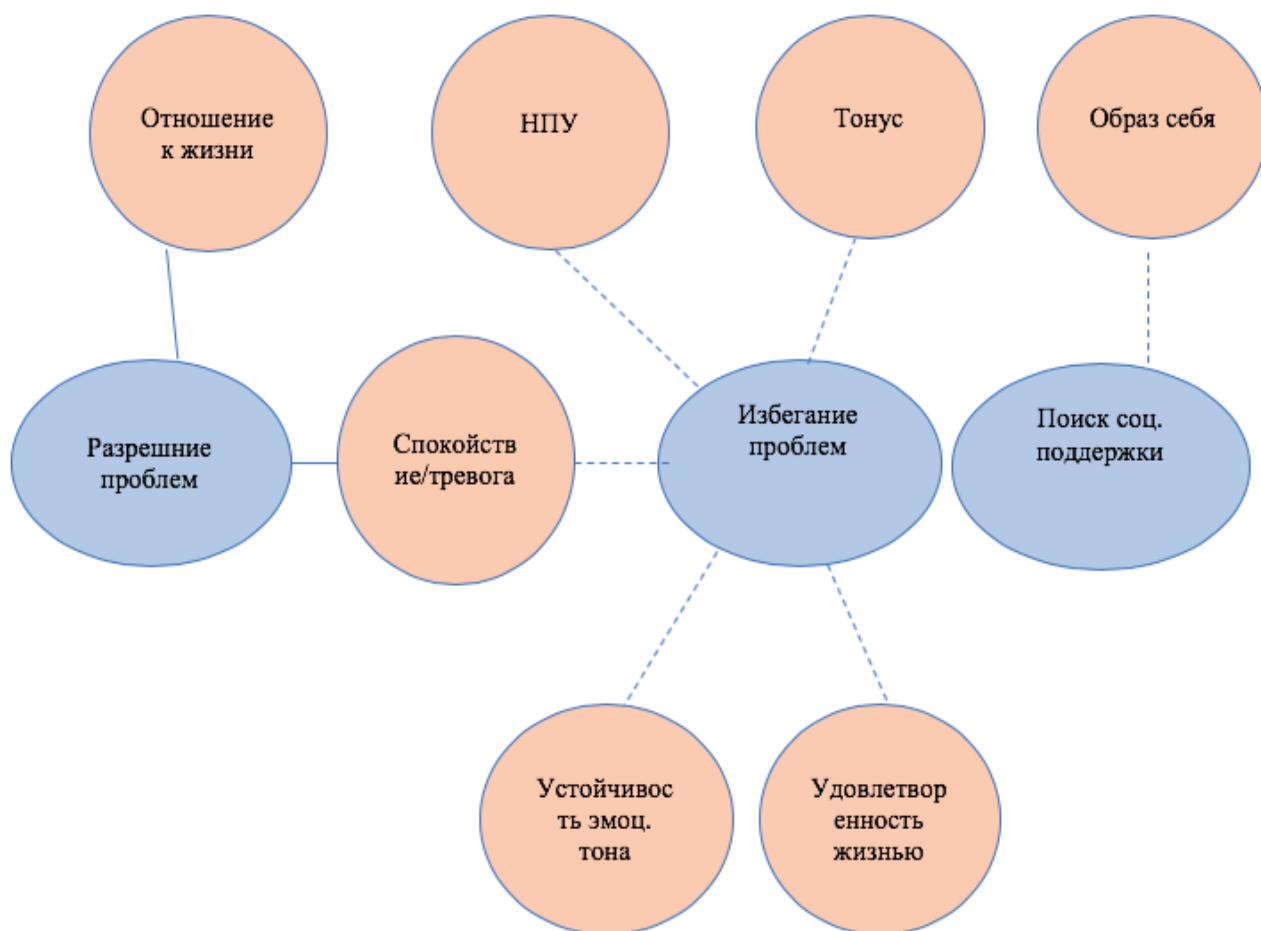 Отношение
к жизни
НПУ
Тонус
Образ себя
Разрешние
проблем
Спокойств
ие/тревога
Избегание
проблем
Поиск соц.
поддержки
Устойчивос
ть эмоц.
тона
Удовлетвор
енность
жизнью